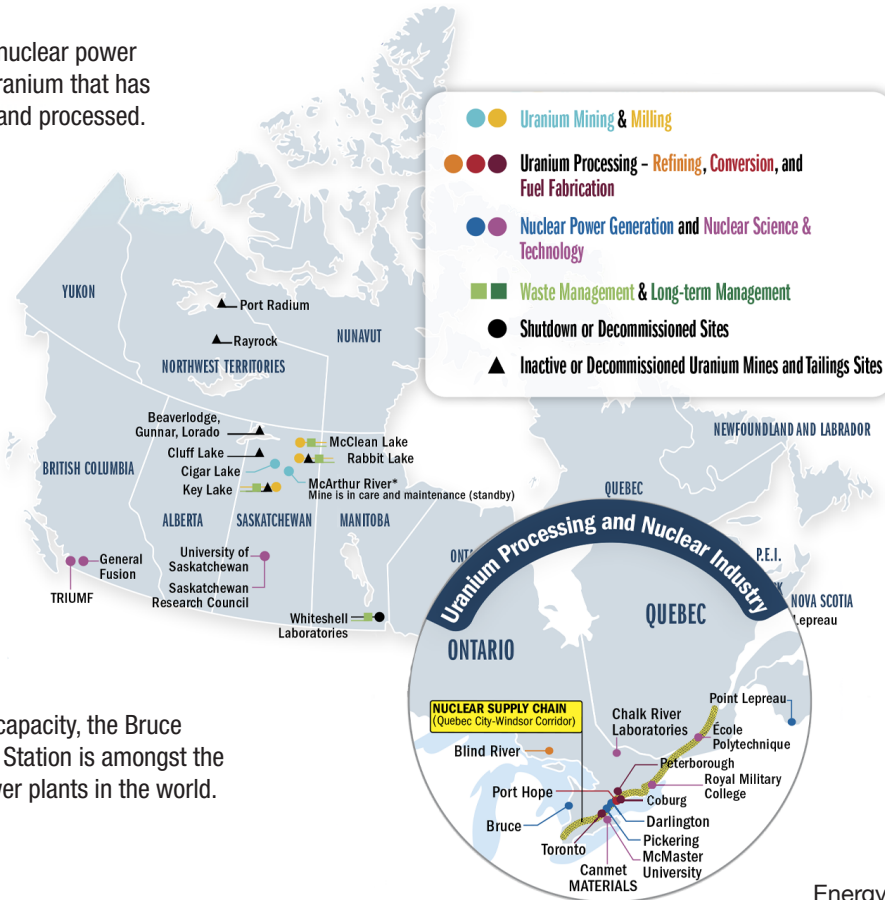 nuclear power
ranium that has
and processed.
Uranium Mining & Milling
Uranium Processing – Refining, Conversion, and
Fuel Fabrication
Nuclear Power Generation and Nuclear Science &
Technology
Waste Management & Long-term Management
Shutdown or Decommissioned Sites
Inactive or Decommissioned Uranium Mines and Tailings Sites
YUKON
Port Radium
Rayrock
NUNAVUT
NORTHWEST TERRITORIES
Beaverlodge,
Gunnar, Lorado
McClean Lake
Cluff Lake
Rabbit Lake
Cigar Lake
BRITISH COLUMBIA
McArthur River*
Mine is in care and maintenance (standby)
Key Lake
ALBERTA
SASKATCHEWAN
MANITOBA
NEWFOUNDLAND AND LABRADOR
QUEBEC
ONTA
P.E.I.
K
NOVA SCOTIA
Lepreau
General
Fusion
TRIUMF
University of
Saskatchewan
Saskatchewan
Research Council
Whiteshell
Laboratories
Uranium Processing and Nuclear Industry
ONTARIO
QUEBEC
NUCLEAR SUPPLY CHAIN
(Quebec City-Windsor Corridor)
Point Lepreau
Chalk River
Laboratories
École
Polytechnique
Blind River
Peterborough
Royal Military
College
Port Hope
Coburg
Bruce
Darlington
Toronto
Pickering
McMaster
University
Canmet
MATERIALS
capacity, the Bruce
Station is amongst the
ver plants in the world.
Energy